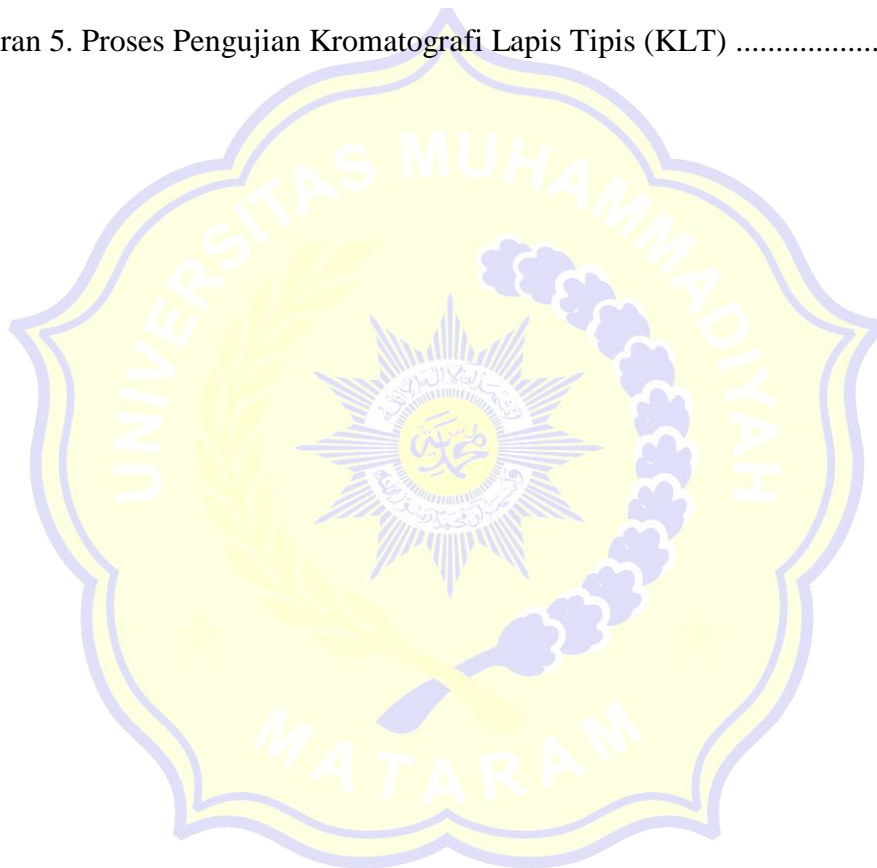 ran 5. Proses Pengujian Kromatografi Lapis Tipis (KLT) ..................
UNIVERSITAS MUHAMMADIYAH
MATARAM